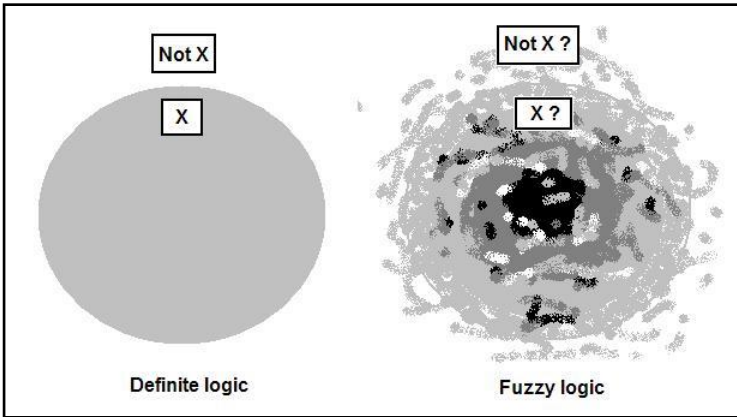 Not X
X
Definite logic
Not X ?
X ?
Fuzzy logic